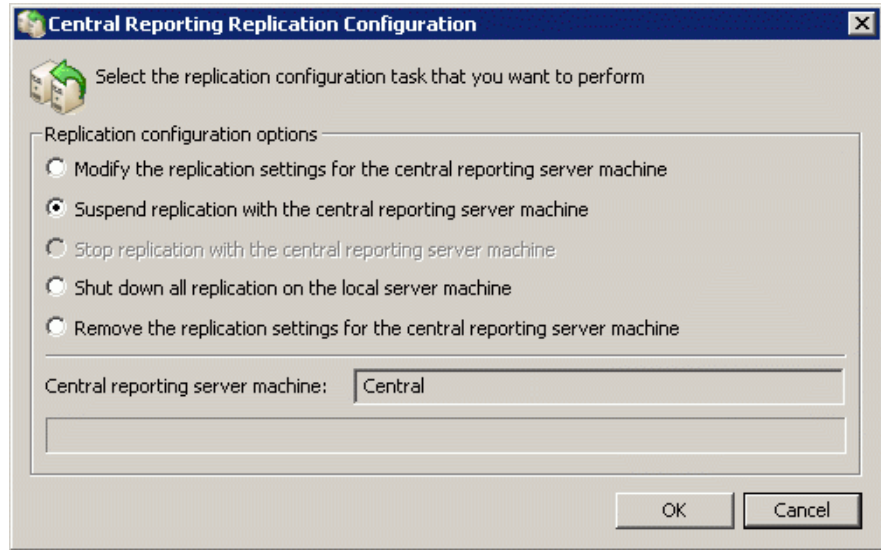 Central Reporting Replication Configuration
Select the replication configuration task that you want to perform
Replication configuration options
Modify the replication settings for the central reporting server machine
Suspend replication with the central reporting server machine
Stop replication with the central reporting server machine
Shut down all replication on the local server machine
Remove the replication settings for the central reporting server machine
Central reporting server machine: Central
OK Cancel